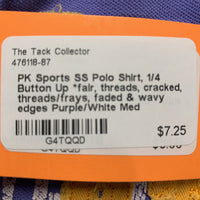 The Tack Collector
476118-87
PK Sports SS Polo Shirt, 1/4
Button Up *fair, threads, cracked,
threads/frays, faded & wavy
edges Purple/White Med
$7.25
G4TQQD
G4TQQD